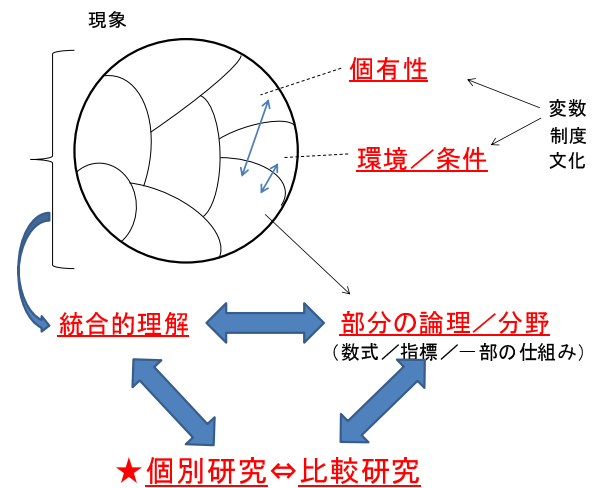 現象
個有性
変数
制度
文化
環境／条件
統合的理解
部分の論理／分野
（数式／指標／一部の仕組み）
★個別研究⇔比較研究